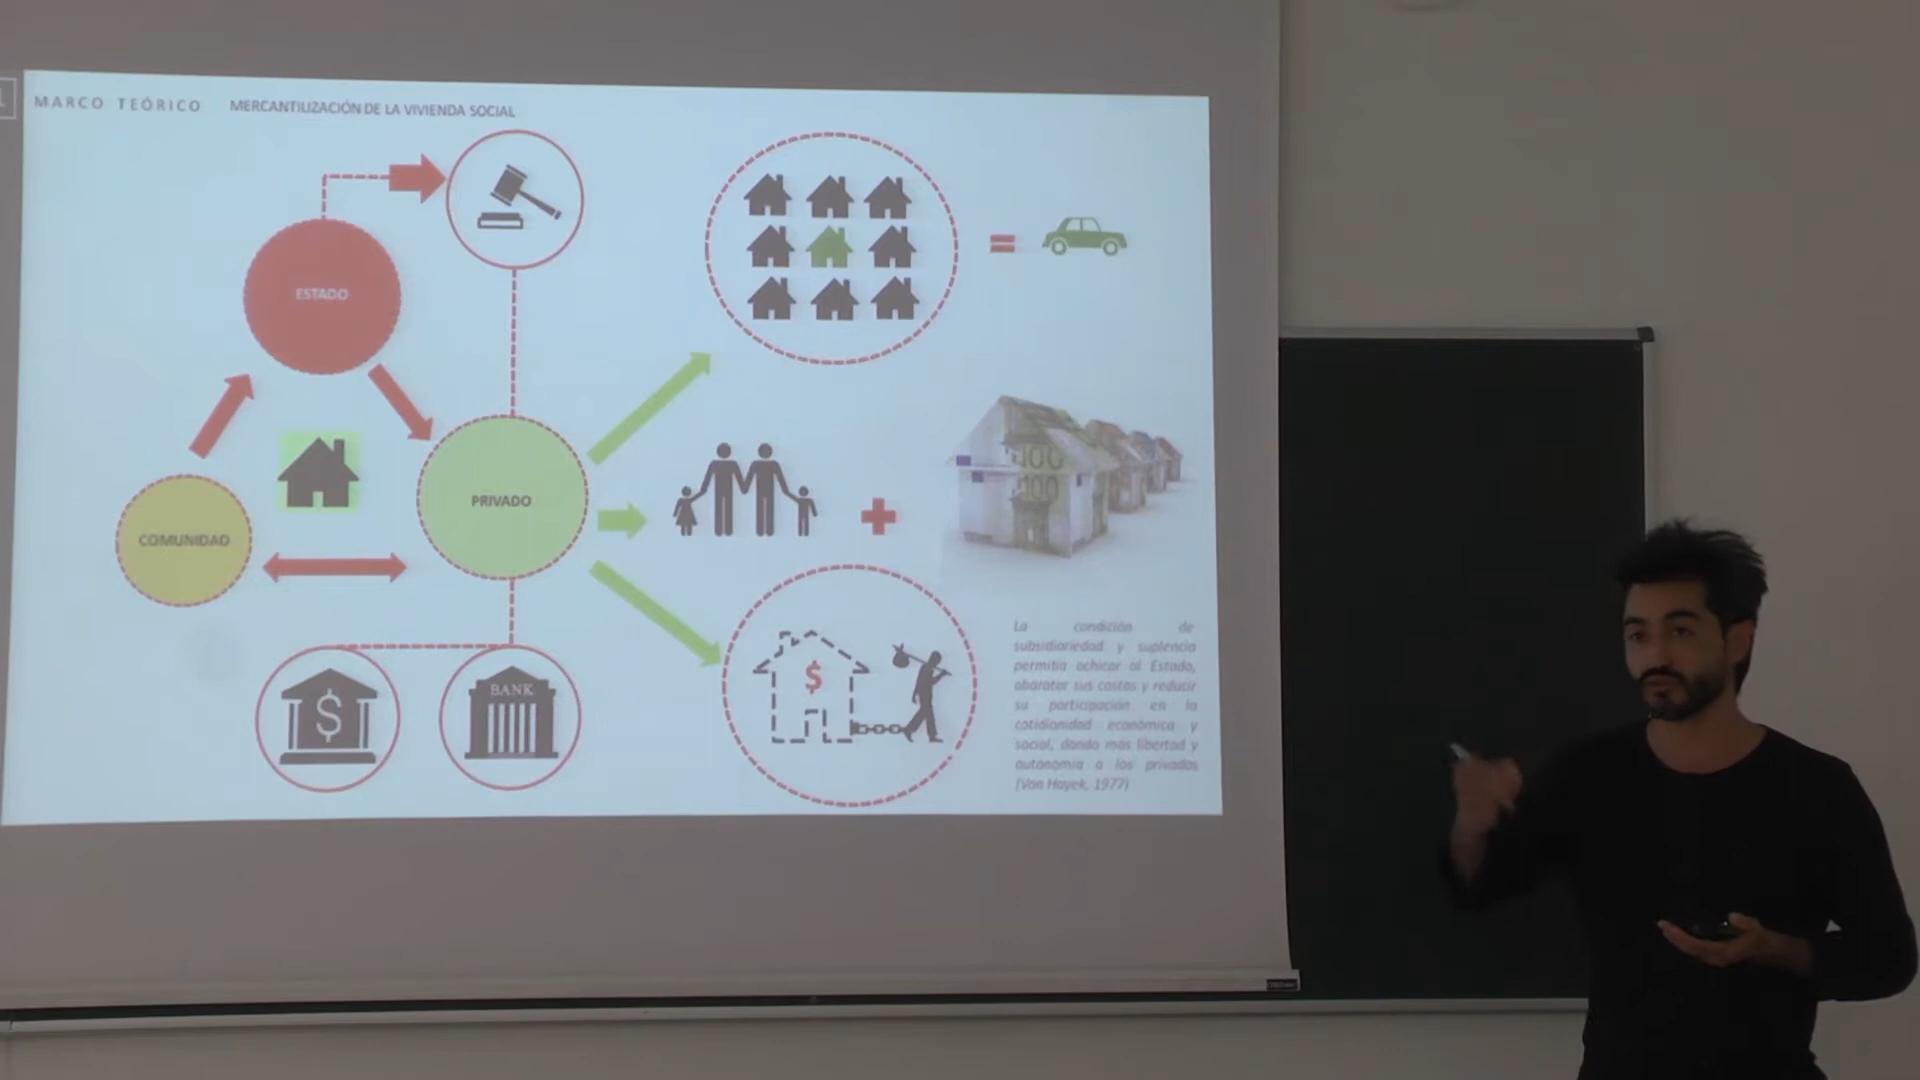 1
MARCO TEÓRICO
MERCANTILIZACIÓN DE LA VIVIENDA SOCIAL
ESTADO
PRIVADO
COMUNIDAD
100
100
$
BANK
$
La condición de
subsidiariedad y suplencia
permitía achicar al Estado,
abaratar sus costos y reducir
su participación en la
cotidianidad económica y
social, dando más libertad y
autonomía a los privados
(Von Hayek, 1977)